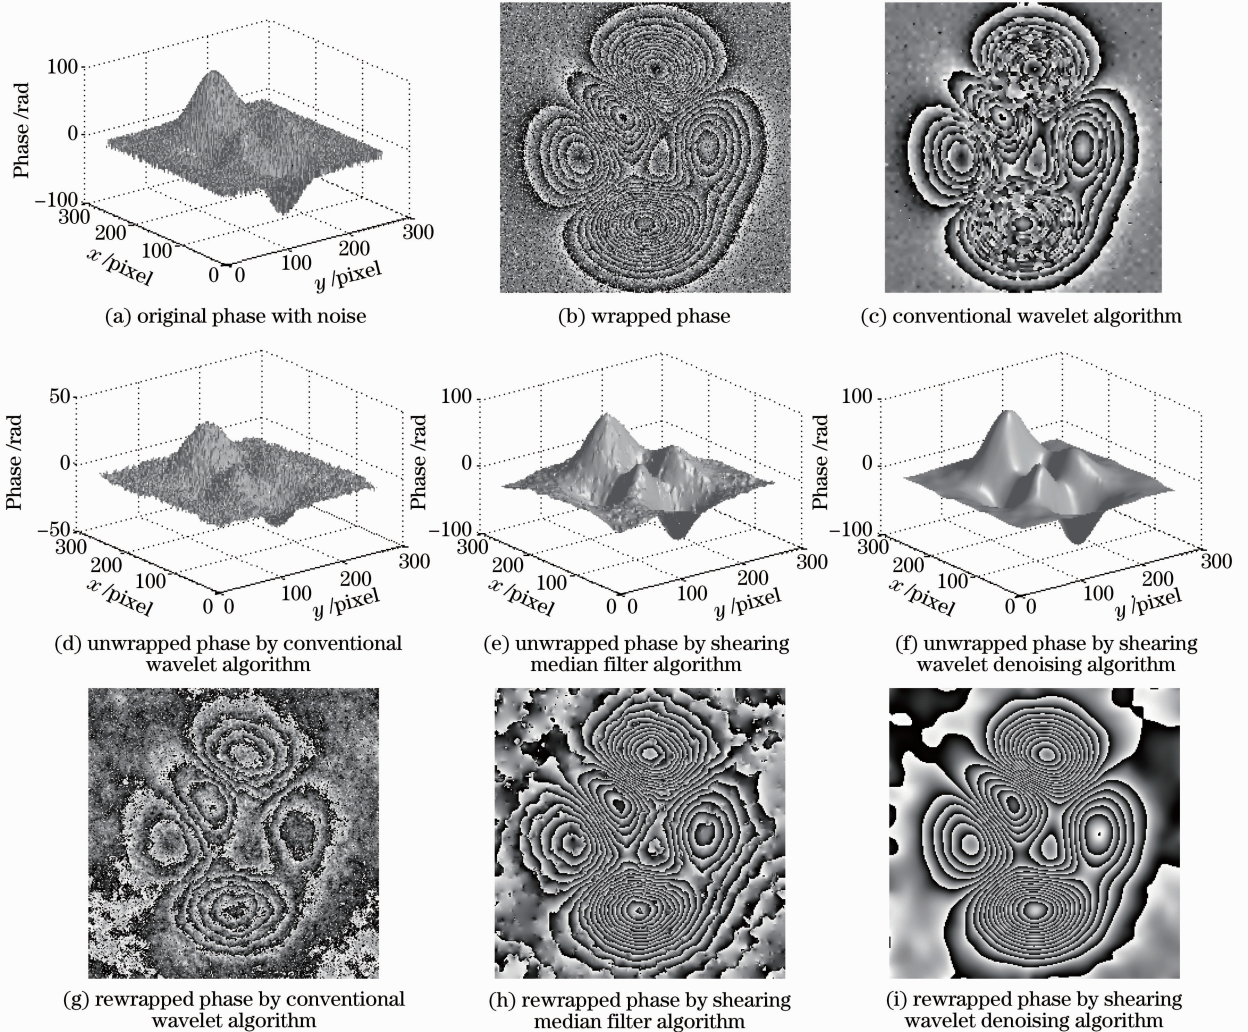 100
0
−100
Phase /rad
300
200
100
0
x /pixel
0
100
200
300
y /pixel
(a) original phase with noise
(b) wrapped phase
(c) conventional wavelet algorithm
50
0
−50
Phase /rad
300
200
100
0
x /pixel
0
100
200
300
y /pixel
(d) unwrapped phase by conventional
wavelet algorithm
100
0
−100
Phase /rad
300
200
100
0
x /pixel
0
100
200
300
y /pixel
(e) unwrapped phase by shearing
median filter algorithm
100
0
−100
Phase /rad
300
200
100
0
x /pixel
0
100
200
300
y /pixel
(f) unwrapped phase by shearing
wavelet denoising algorithm
(g) rewrapped phase by conventional
wavelet algorithm
(h) rewrapped phase by shearing
median filter algorithm
(i) rewrapped phase by shearing
wavelet denoising algorithm